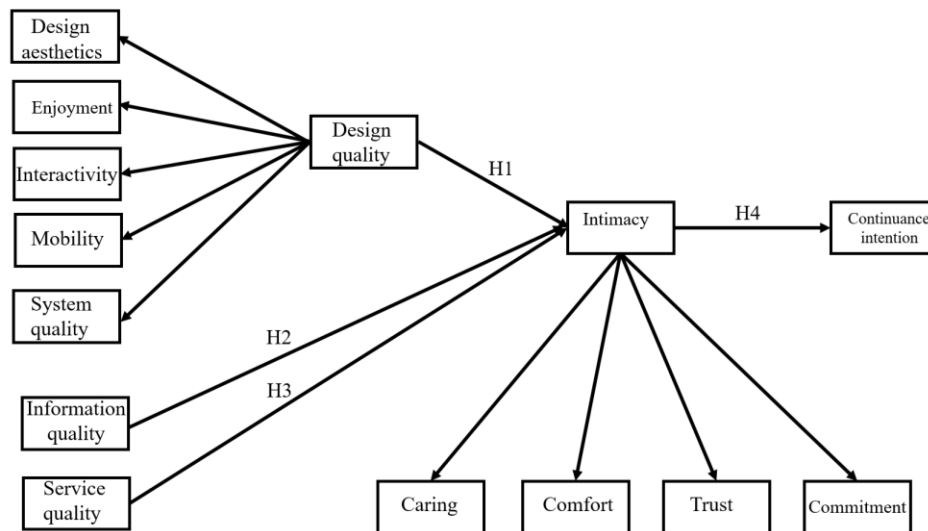 Design
aesthetics
Enjoyment
Interactivity
Mobility
System
quality
Information
quality
Service
quality
Design
quality
H1
H2
H3
Intimacy
H4
Continuance
intention
Caring
Comfort
Trust
Commitment